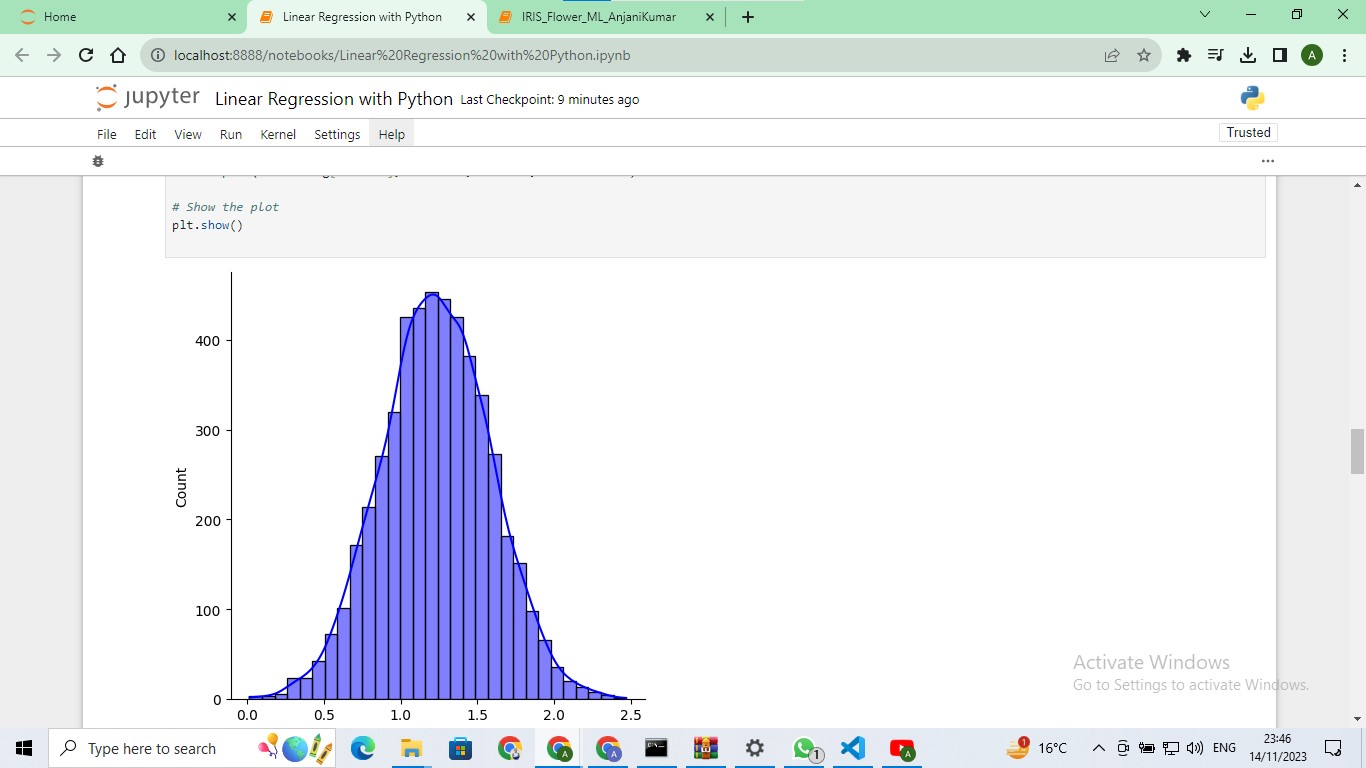 Home
Linear Regression with Python
IRIS_Flower_ML_AnjaniKumar
localhost:8888/notebooks/Linear%20Regression%20with%20Python.ipynb
A
jupyter
Linear Regression with Python Last Checkpoint: 9 minutes ago
File Edit View Run Kernel Settings Help
Trusted
# Show the plot
plt.show()
400
300
200
100
0
Count
0.0 0.5 1.0 1.5 2.0 2.5
Activate Windows
Go to Settings to activate Windows.
Type here to search
A
A
1
A
1
16°C
ENG
23:46
14/11/2023